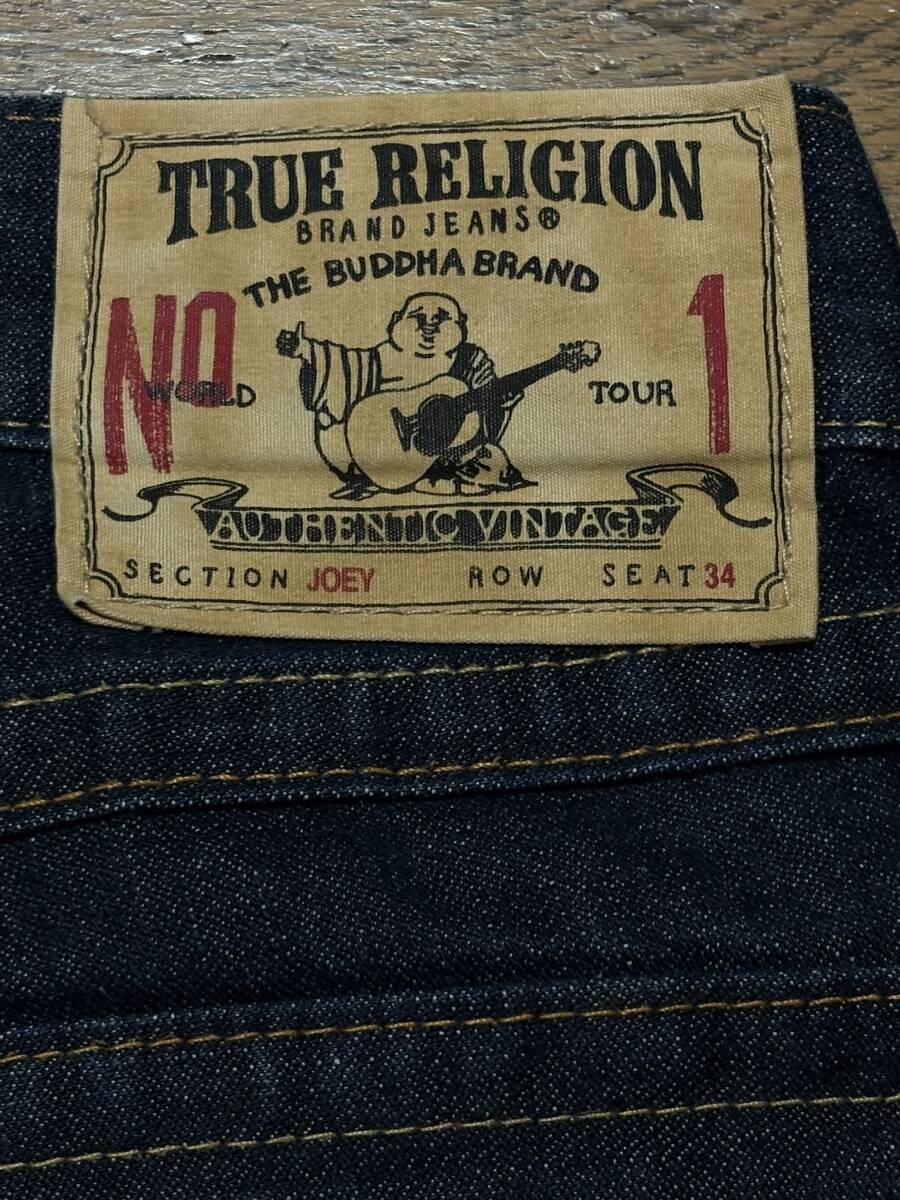 TRUE RELIGION
BRAND JEANS®
THE BUDDHA BRAND
No 1
WORLD TOUR
AUTHENTIC VINTAGE
SECTION JOEY ROW SEAT 34